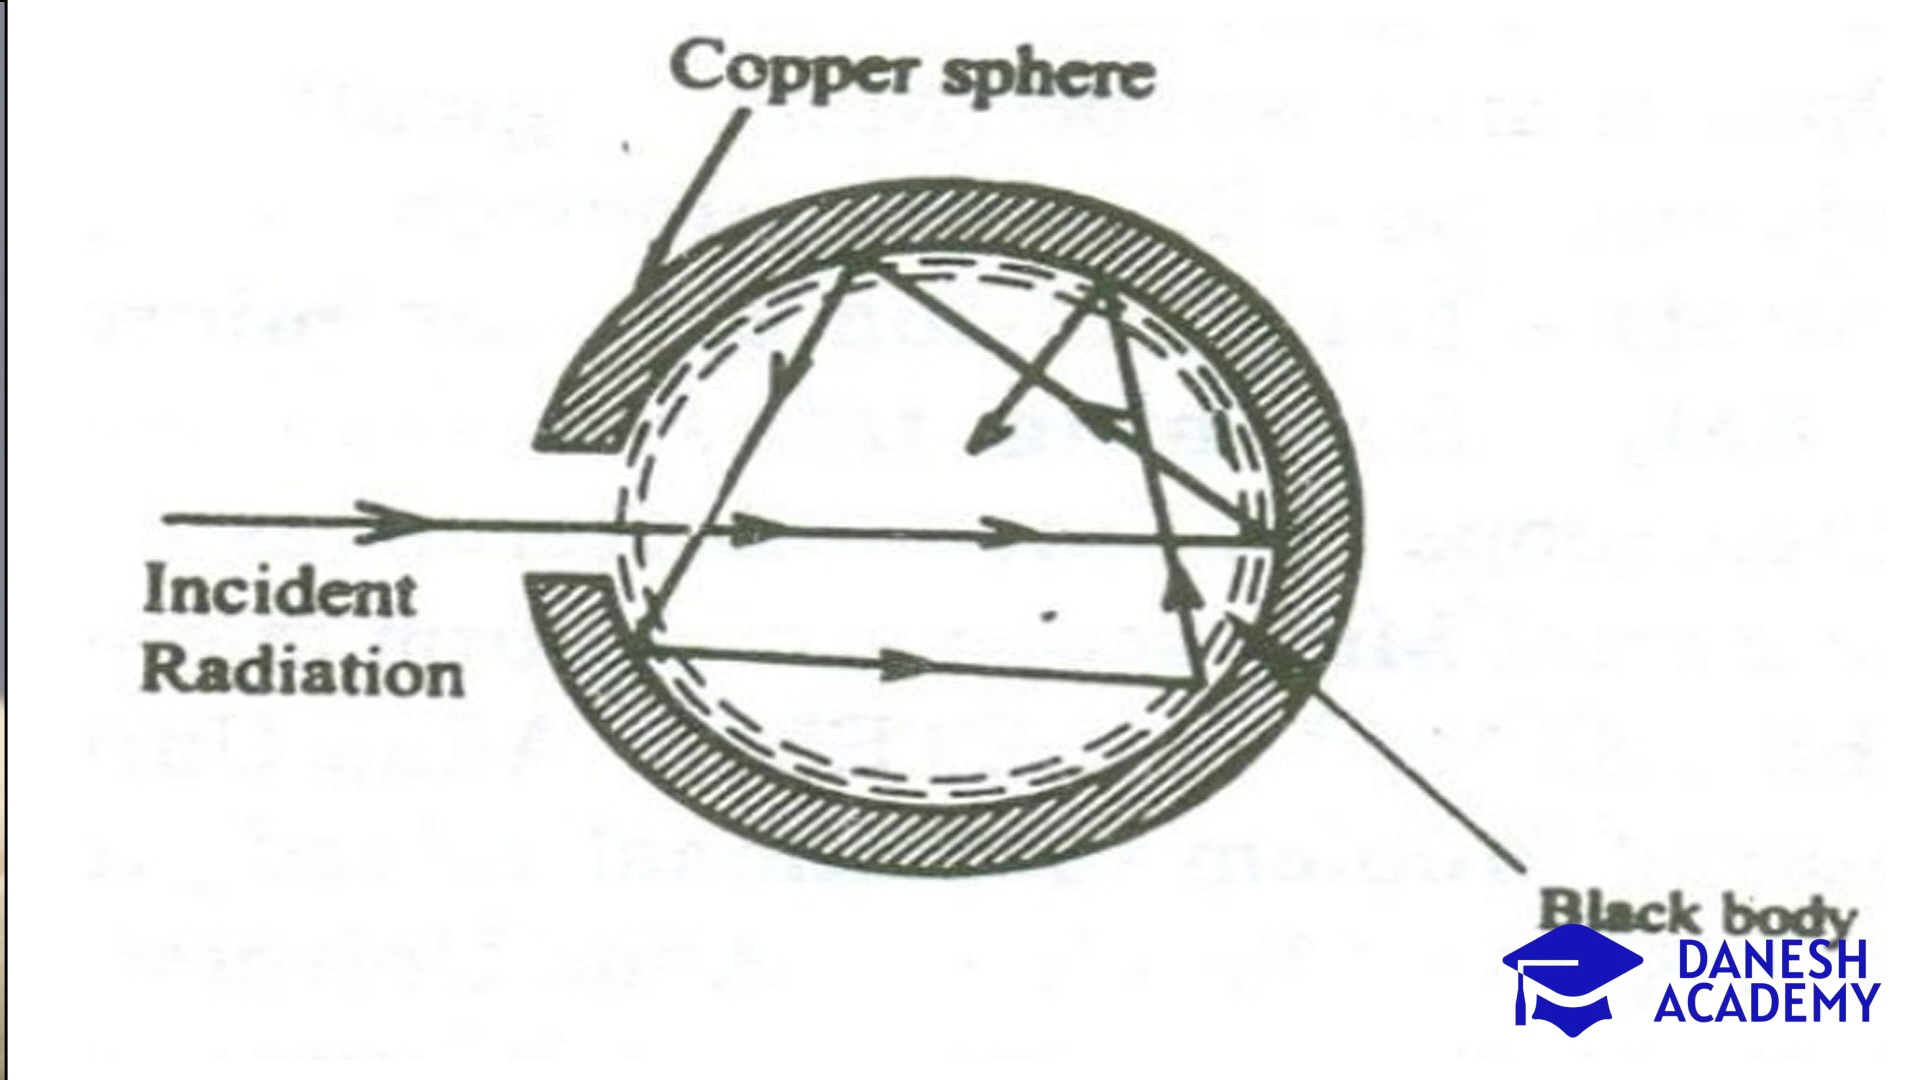 Copper sphere
Incident
Radiation
Black body
DANESH
ACADEMY